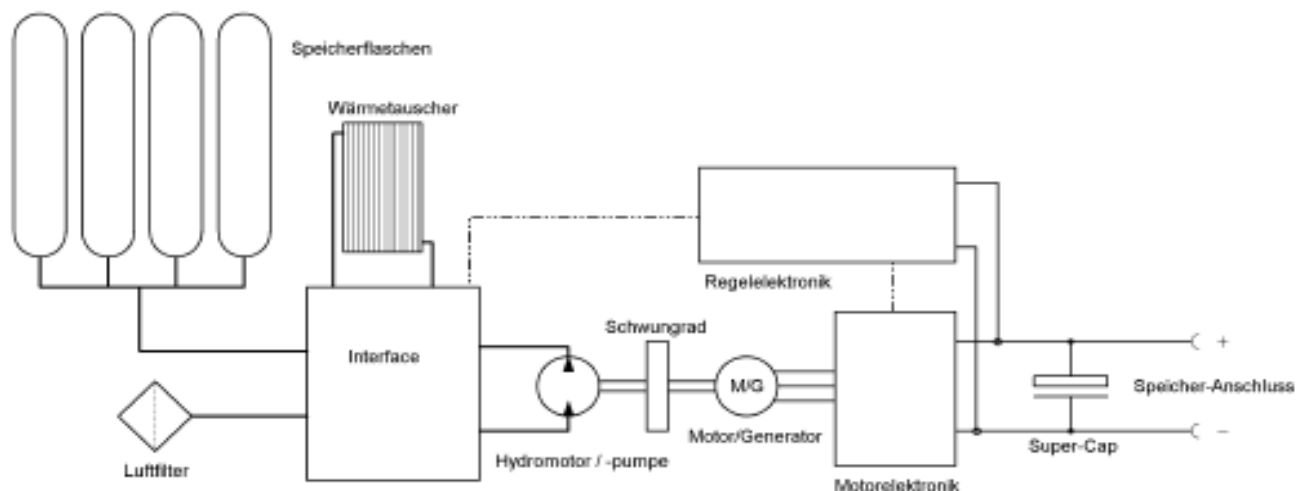 Speicherflaschen
Wärmetauscher
Regelelektronik
Schwungrad
Interface
M/G
+
Speicher-Anschluss
–
Motor/Generator
Super-Cap
Hydromotor / -pumpe
Luftfilter
Motorelektronik